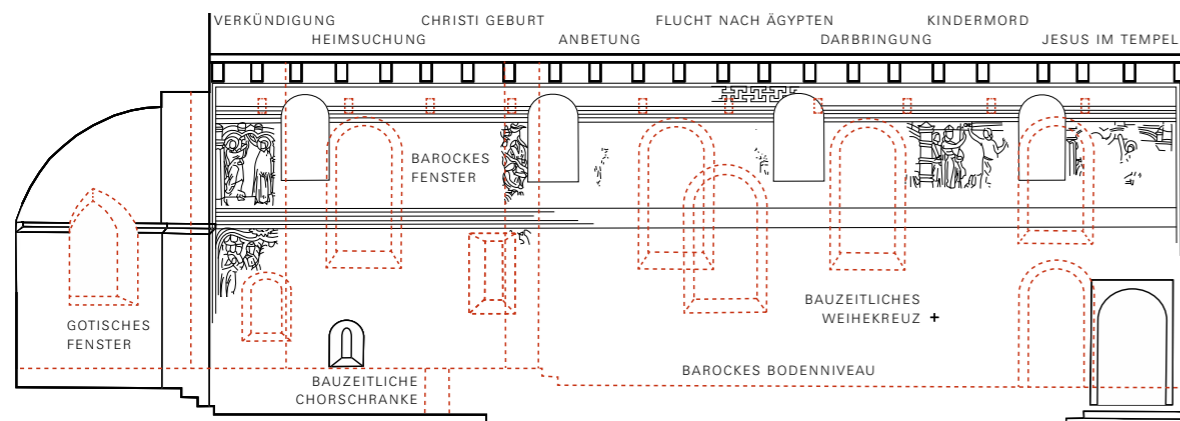 VERKÜNDIGUNG CHRISTI GEBURT FLUCHT NACH ÄGYPTEN KINDERMORD
HEIMSUCHUNG ANBETUNG DARBRINGUNG JESUS IM TEMPEL
BAROCKES
FENSTER
GOTISCHES
FENSTER
BAUZEITLICHES
WEIHEKREUZ +
BAUZEITLICHE
CHORSCHRANKE
BAROCKES BODENNIVEAU